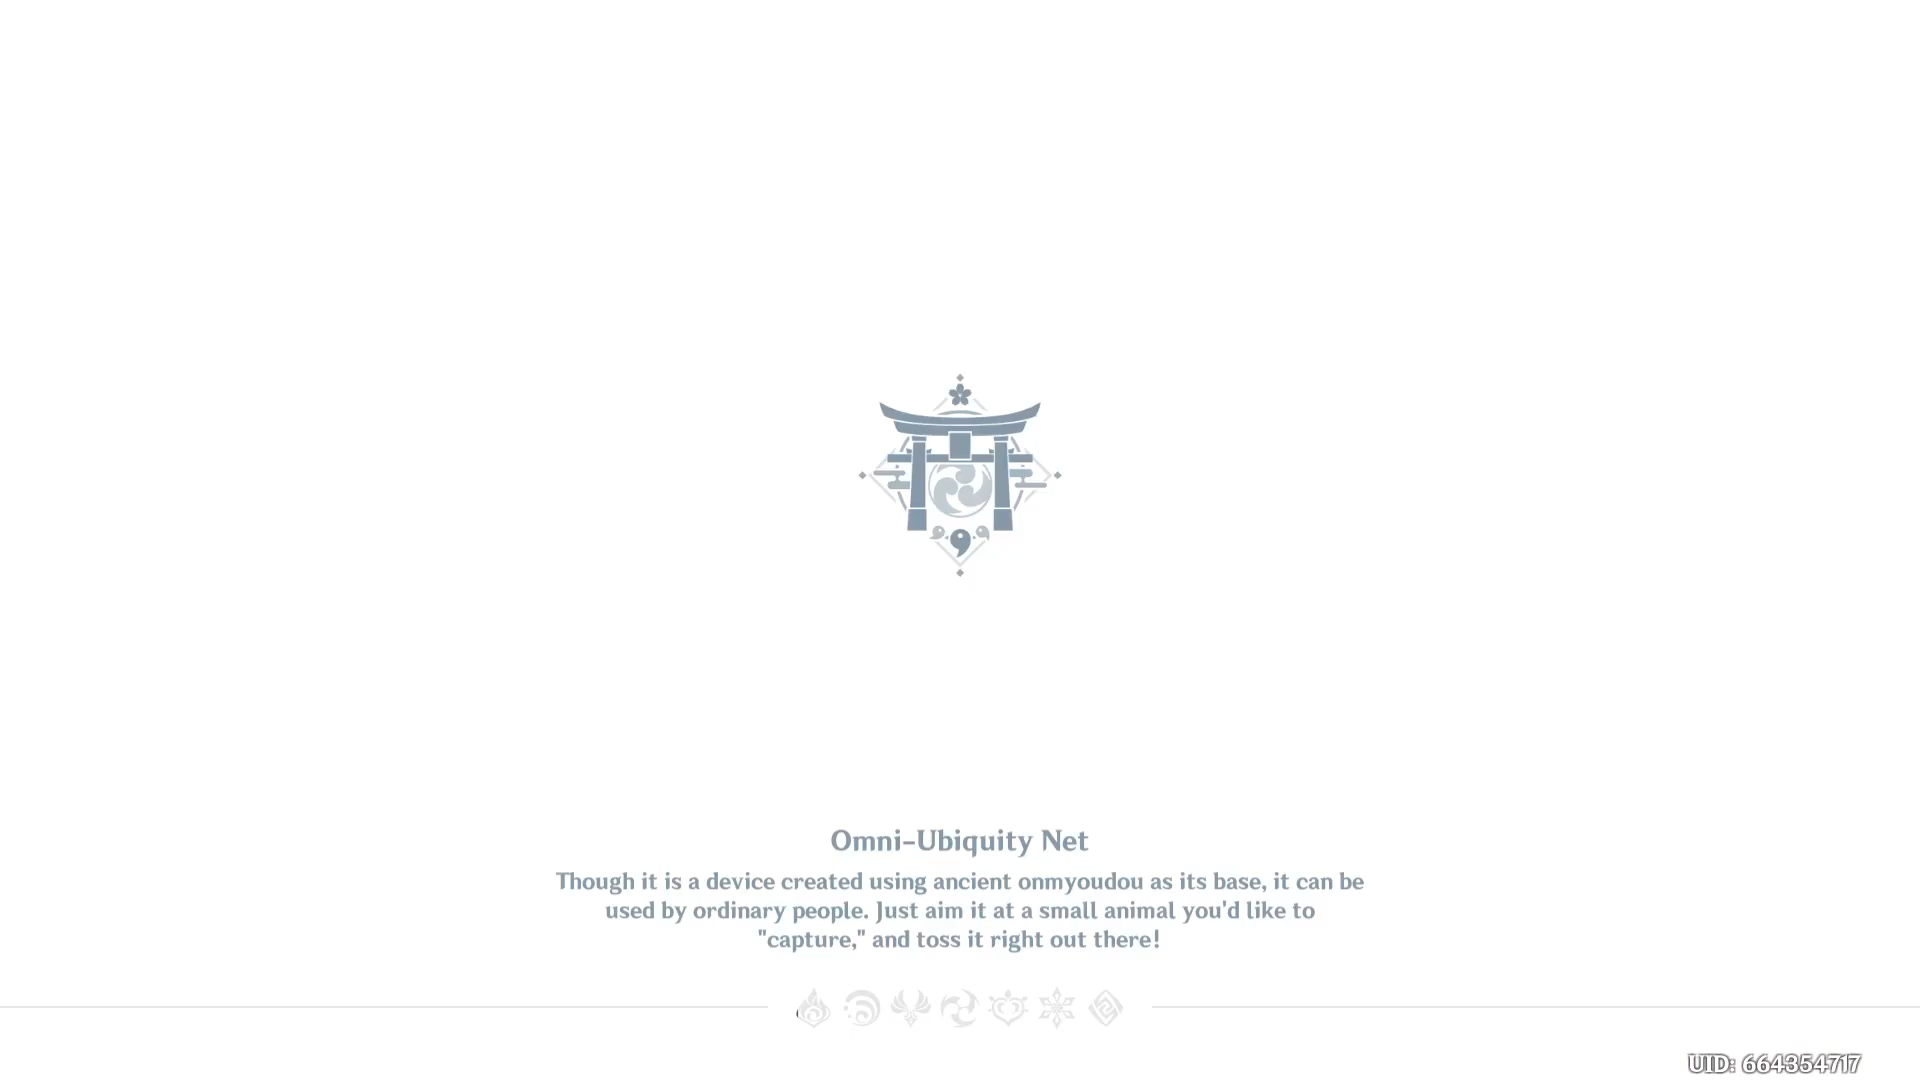 Omni-Ubiquity Net
Though it is a device created using ancient onmyoudou as its base, it can be
used by ordinary people. Just aim it at a small animal you'd like to
"capture," and toss it right out there!
UID: 664354717